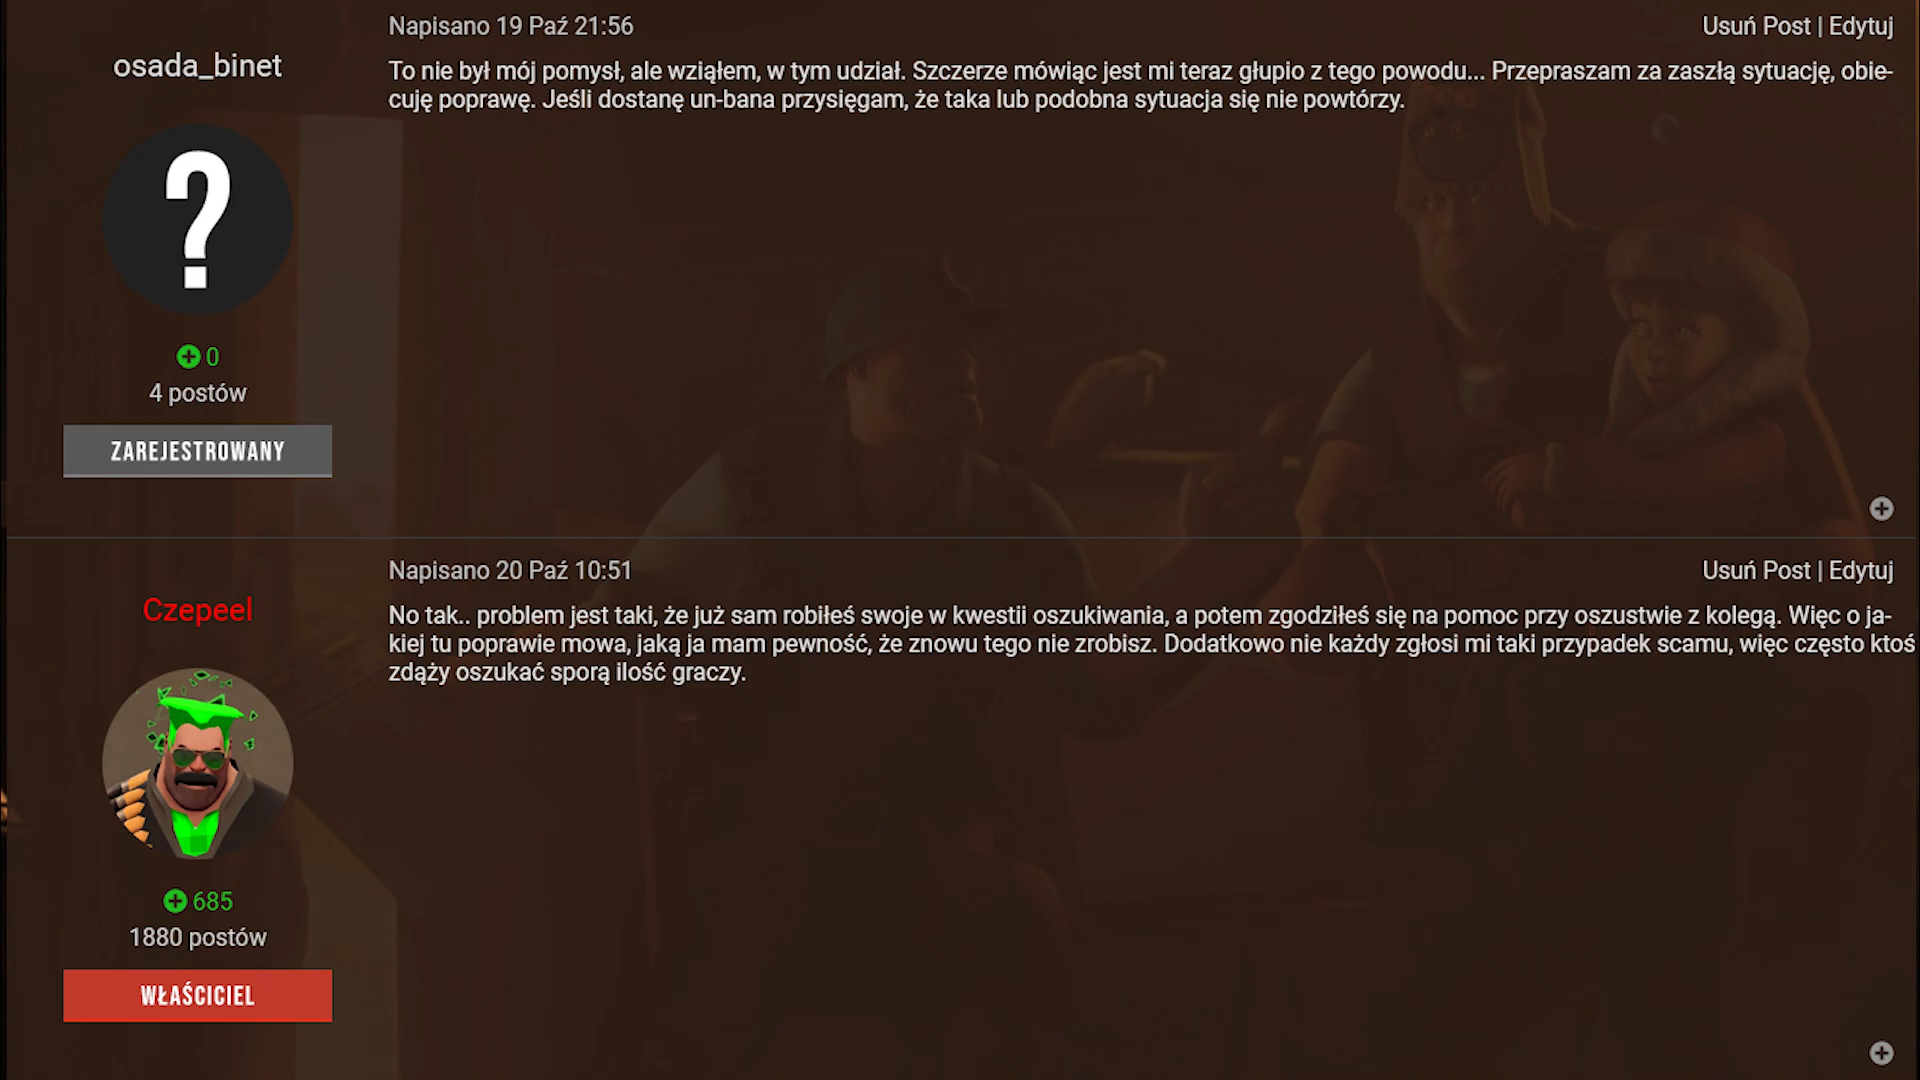 Napisano 19 Paź 21:56
Usuń Post | Edytuj
osada_binet
To nie był mój pomysł, ale wziąłem, w tym udział. Szczerze mówiąc jest mi teraz głupio z tego powodu... Przepraszam za zaszłą sytuację, obie-
cuję poprawę. Jeśli dostanę un-bana przysięgam, że taka lub podobna sytuacja się nie powtórzy.
?
0
4 postów
ZAREJESTROWANY
Napisano 20 Paź 10:51
Usuń Post | Edytuj
Czepeel
No tak.. problem jest taki, że już sam robiłeś swoje w kwestii oszukiwania, a potem zgodziłeś się na pomoc przy oszustwie z kolegą. Więc o ja-
kiej tu poprawie mowa, jaką ja mam pewność, że znowu tego nie zrobisz. Dodatkowo nie każdy zgłosi mi taki przypadek scamu, więc często ktoś
zdąży oszukać sporą ilość graczy.
685
1880 postów
WŁAŚCICIEL